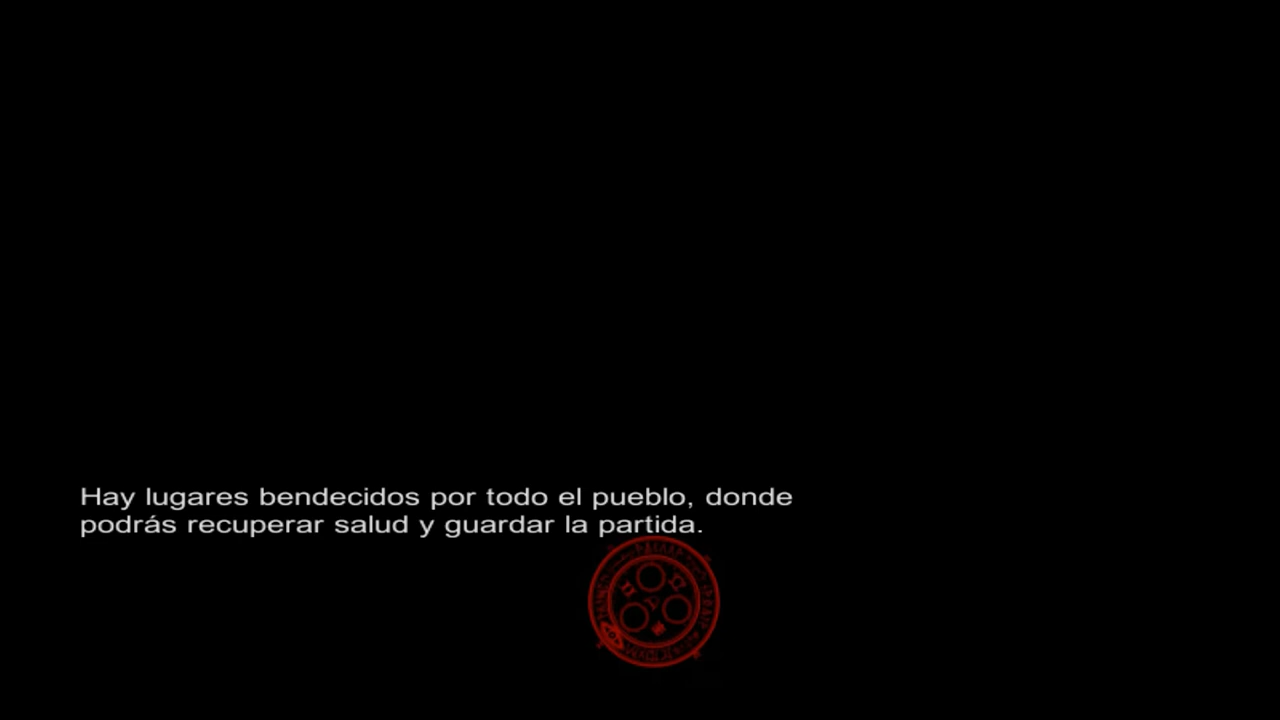 Hay lugares bendecidos por todo el pueblo, donde
podrás recuperar salud y guardar la partida.